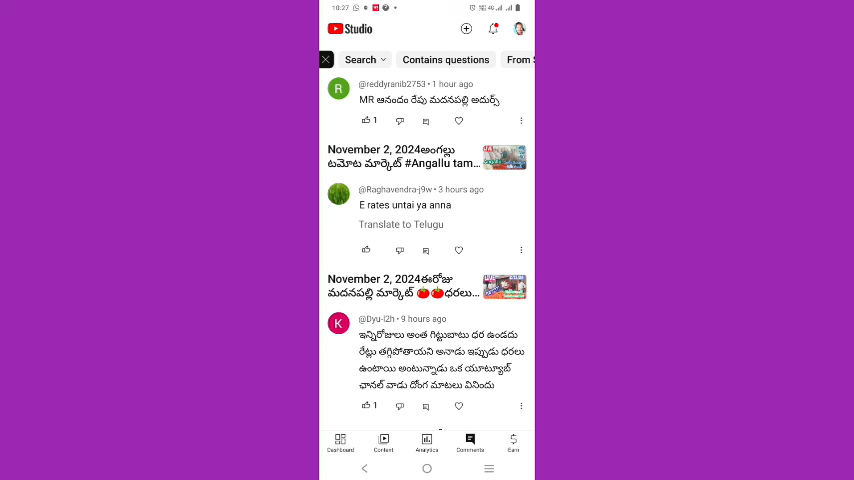 10:27
Studio
Search
Contains questions
From
@reddyranib2753 • 1 hour ago
MR ఆనందం రేపు మదనపల్లి అదుర్స్
1
November 2, 2024అంగల్లు
టమోట మార్కెట్ #Angallu tam...
@Raghavendra-j9w • 3 hours ago
E rates untai ya anna
Translate to Telugu
November 2, 2024ఈరోజు
మదనపల్లి మార్కెట్ 🍅🍅ధరలు...
K
@Dyu-l2h • 9 hours ago
ఇన్నిరోజులు అంత గిట్టుబాటు ధర ఉండదు
రేట్లు తగ్గిపోతాయని అనాడు ఇప్పుడు ధరలు
ఉంటాయి అంటున్నాడు ఒక యూట్యూబ్
ఛానల్ వాడు దోంగ మాటలు వినిందు
1
Dashboard
Content
Analytics
Comments
Earn